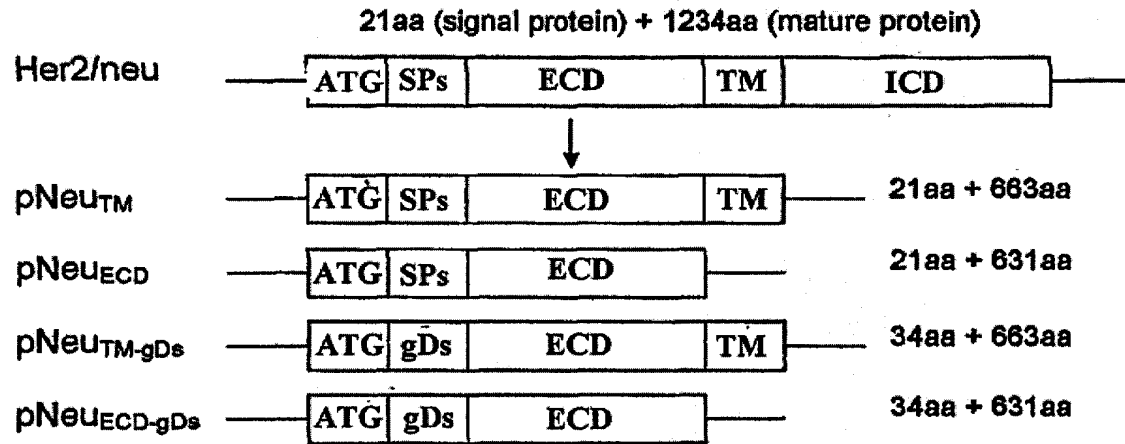 21aa (signal protein) + 1234aa (mature protein)
Her2/neu ATG SPs ECD TM ICD
pNeuTM ATG SPs ECD TM 21aa + 663aa
pNeuECD ATG SPs ECD 21aa + 631aa
pNeuTM-gDs ATG gDs ECD TM 34aa + 663aa
pNeuECD-gDs ATG gDs ECD 34aa + 631aa